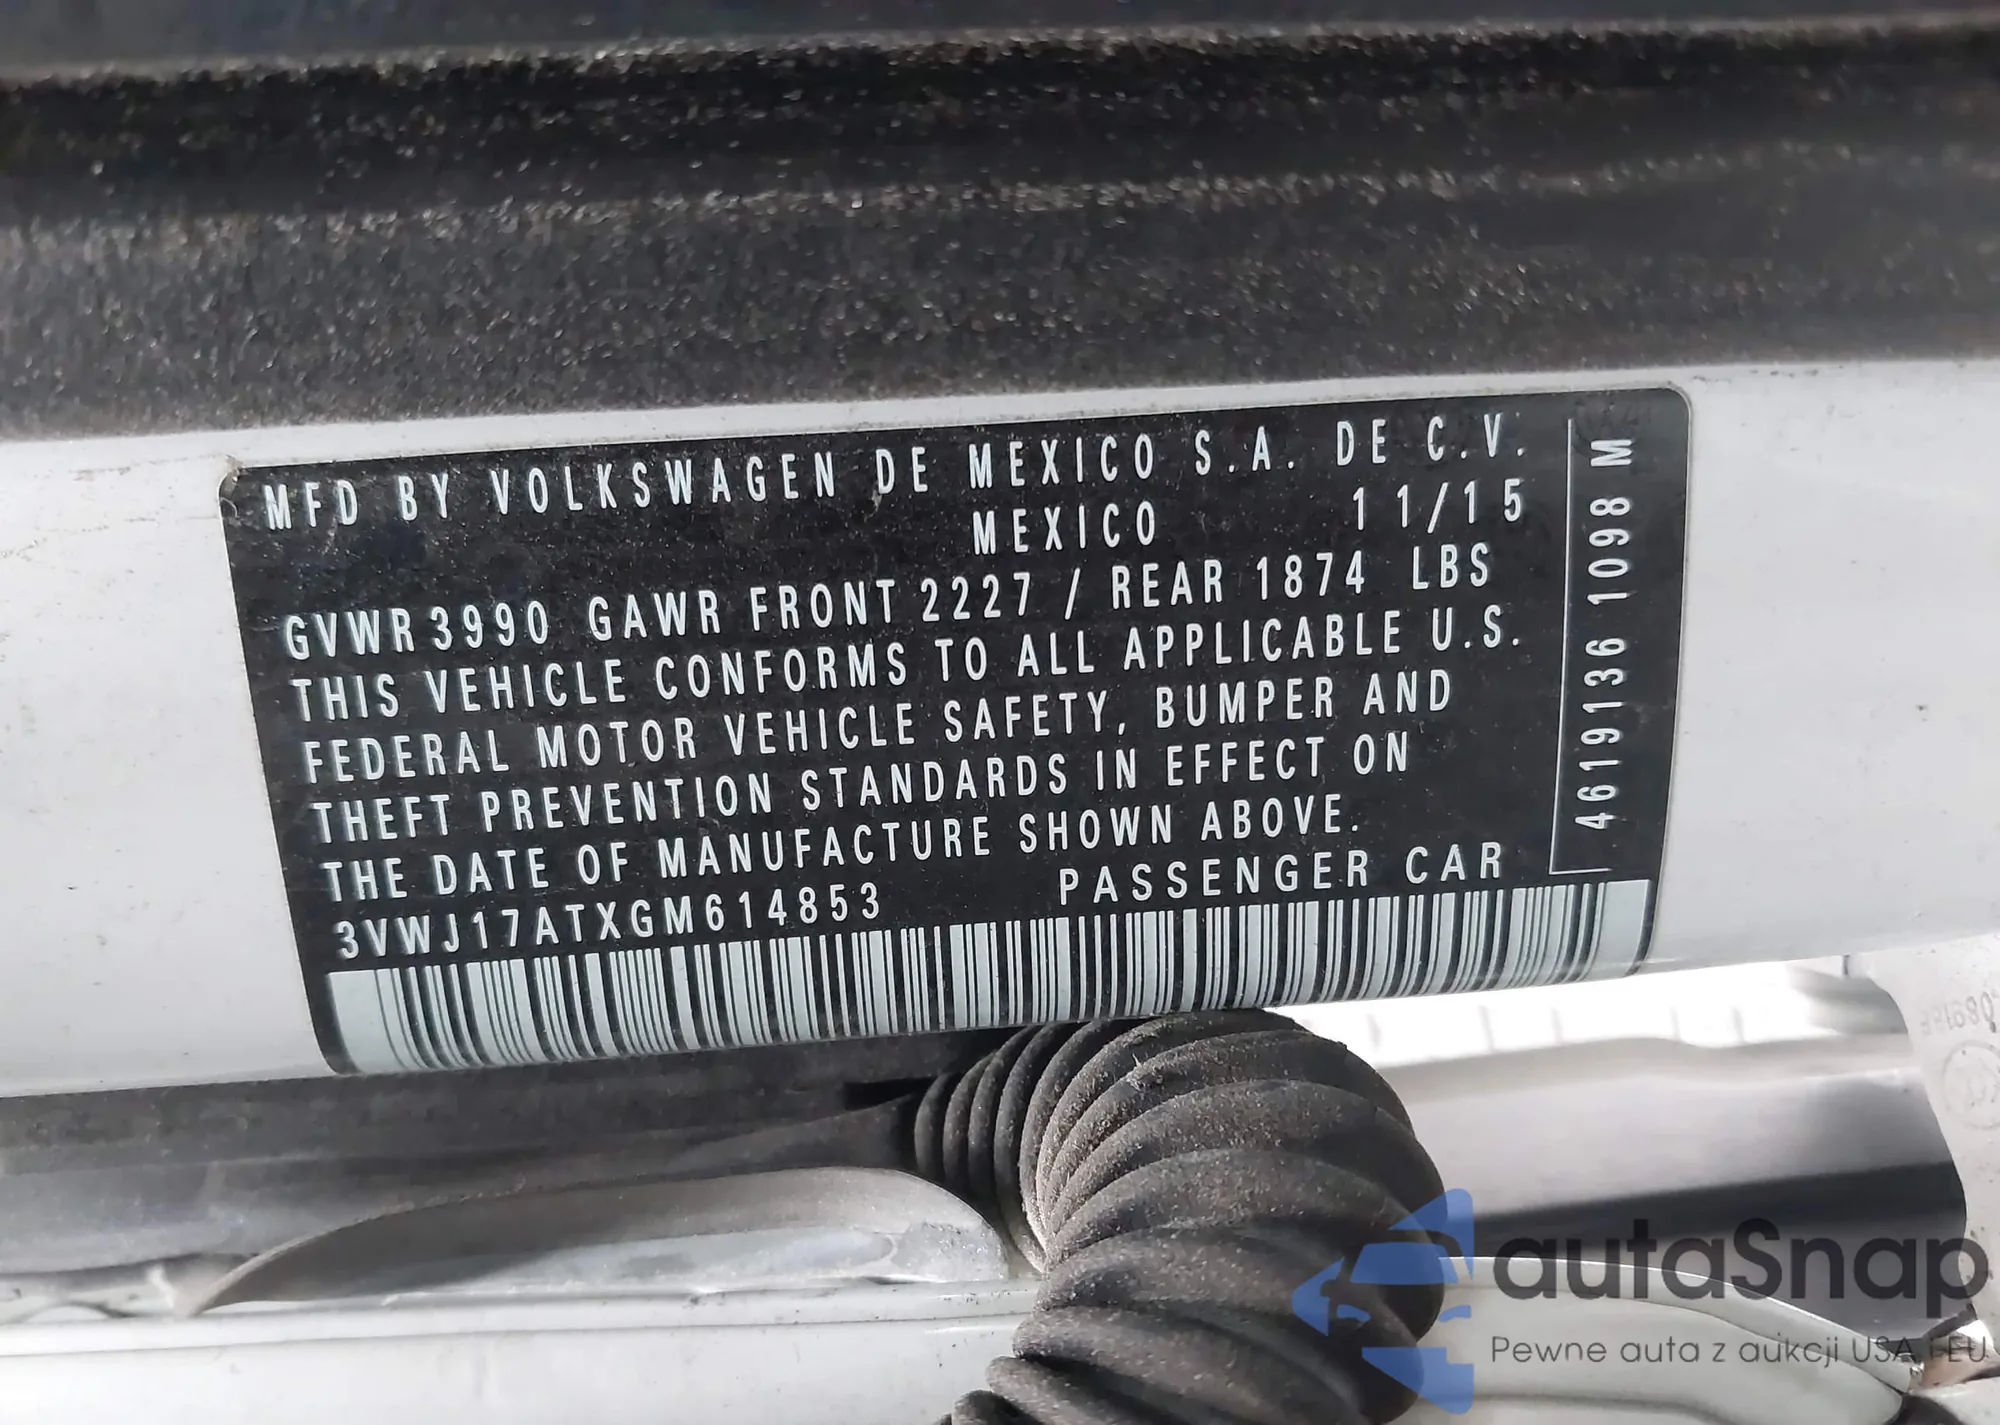 MFD BY VOLKSWAGEN DE MEXICO S.A. DE C.V.
MEXICO 11/15
GVWR 3990 GAWR FRONT 2227 / REAR 1874 LBS
THIS VEHICLE CONFORMS TO ALL APPLICABLE U.S.
FEDERAL MOTOR VEHICLE SAFETY, BUMPER AND
THEFT PREVENTION STANDARDS IN EFFECT ON
THE DATE OF MANUFACTURE SHOWN ABOVE.
3VWJ17ATXGM614853 PASSENGER CAR
4619136 1098 M
autaSnap
Pewne auta z aukcji USA i EU